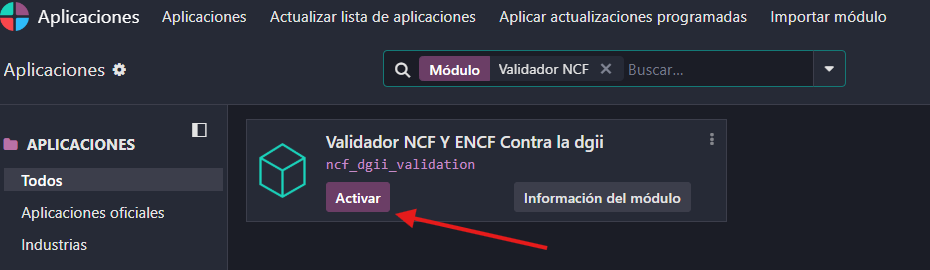 Aplicaciones Aplicaciones Actualizar lista de aplicaciones Aplicar actualizaciones programadas Importar módulo
Aplicaciones Módulo Validador NCF Buscar...
APLICACIONES
Todos
Aplicaciones oficiales
Industrias
Validador NCF Y ENCF Contra la dgii
ncf_dgii_validation
Activar Información del módulo